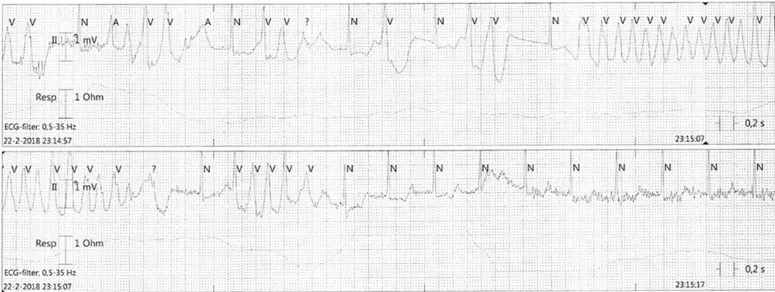 V V N A V V A N V V ? N V N V V N V V V V V V V V V V V V
II 1 mV
Resp 1 Ohm
ECG-filter: 0,5-35 Hz 0,2 s
22-2-2018 23:14:57 23:15:07
V V V V V V ? N V V V V V N N N N N N N N N N
II 1 mV
Resp 1 Ohm
ECG-filter: 0,5-35 Hz 0,2 s
22-2-2018 23:15:07 23:15:17